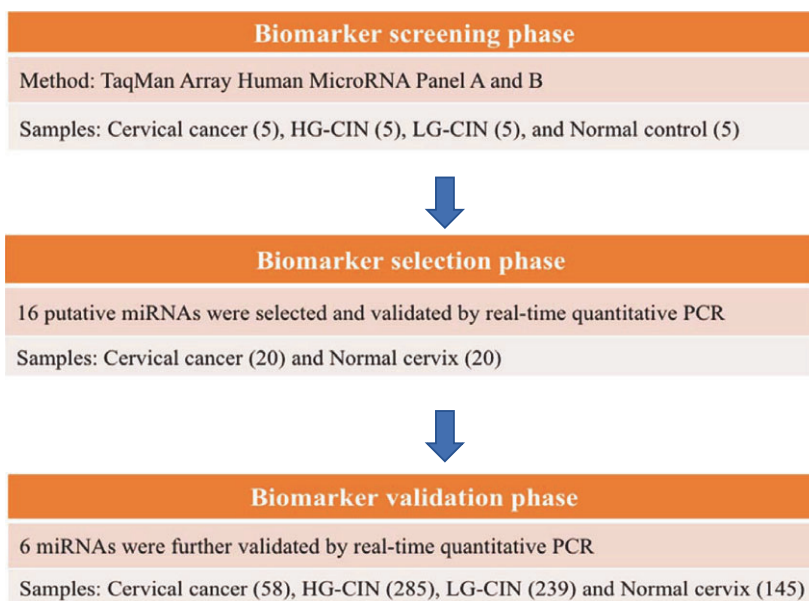 Biomarker screening phase
Method: TaqMan Array Human MicroRNA Panel A and B
Samples: Cervical cancer (5), HG-CIN (5), LG-CIN (5), and Normal control (5)
Biomarker selection phase
16 putative miRNAs were selected and validated by real-time quantitative PCR
Samples: Cervical cancer (20) and Normal cervix (20)
Biomarker validation phase
6 miRNAs were further validated by real-time quantitative PCR
Samples: Cervical cancer (58), HG-CIN (285), LG-CIN (239) and Normal cervix (145)